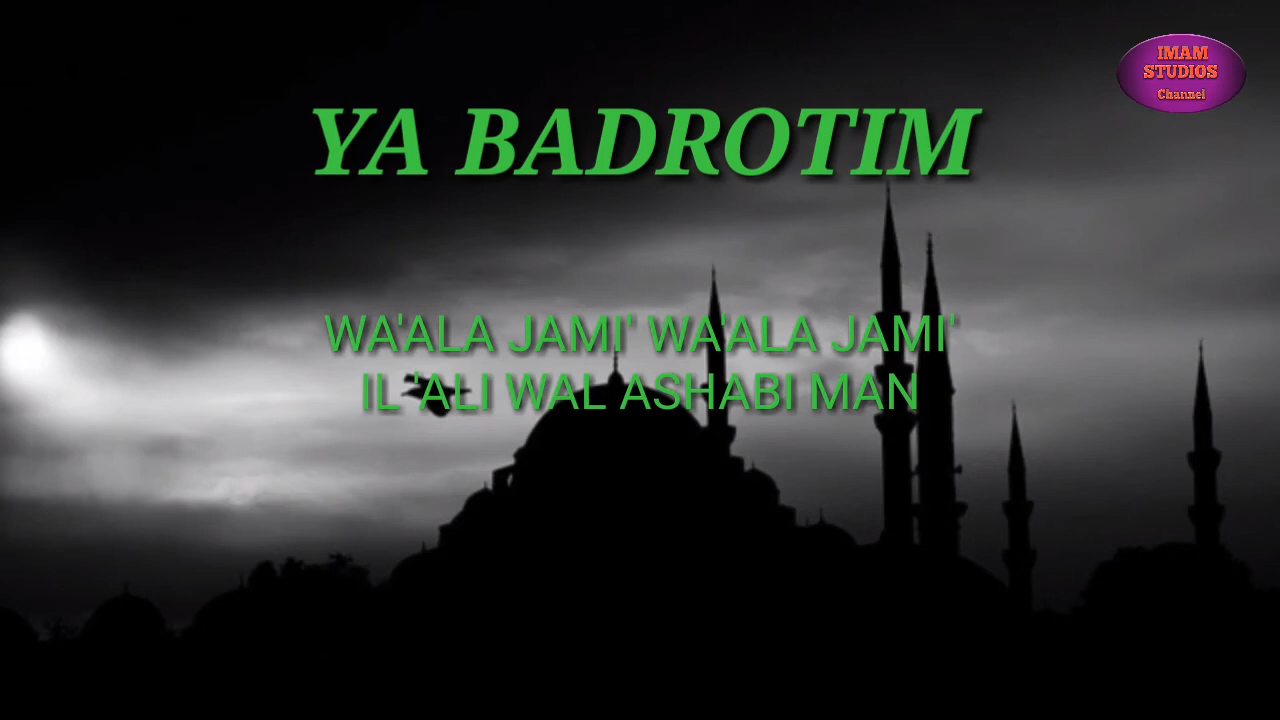 IMAM
STUDIOS
Channel
YA BADROTIM
WA'ALA JAMI' WA'ALA JAMI'
IL 'ALI WAL ASHABI MAN